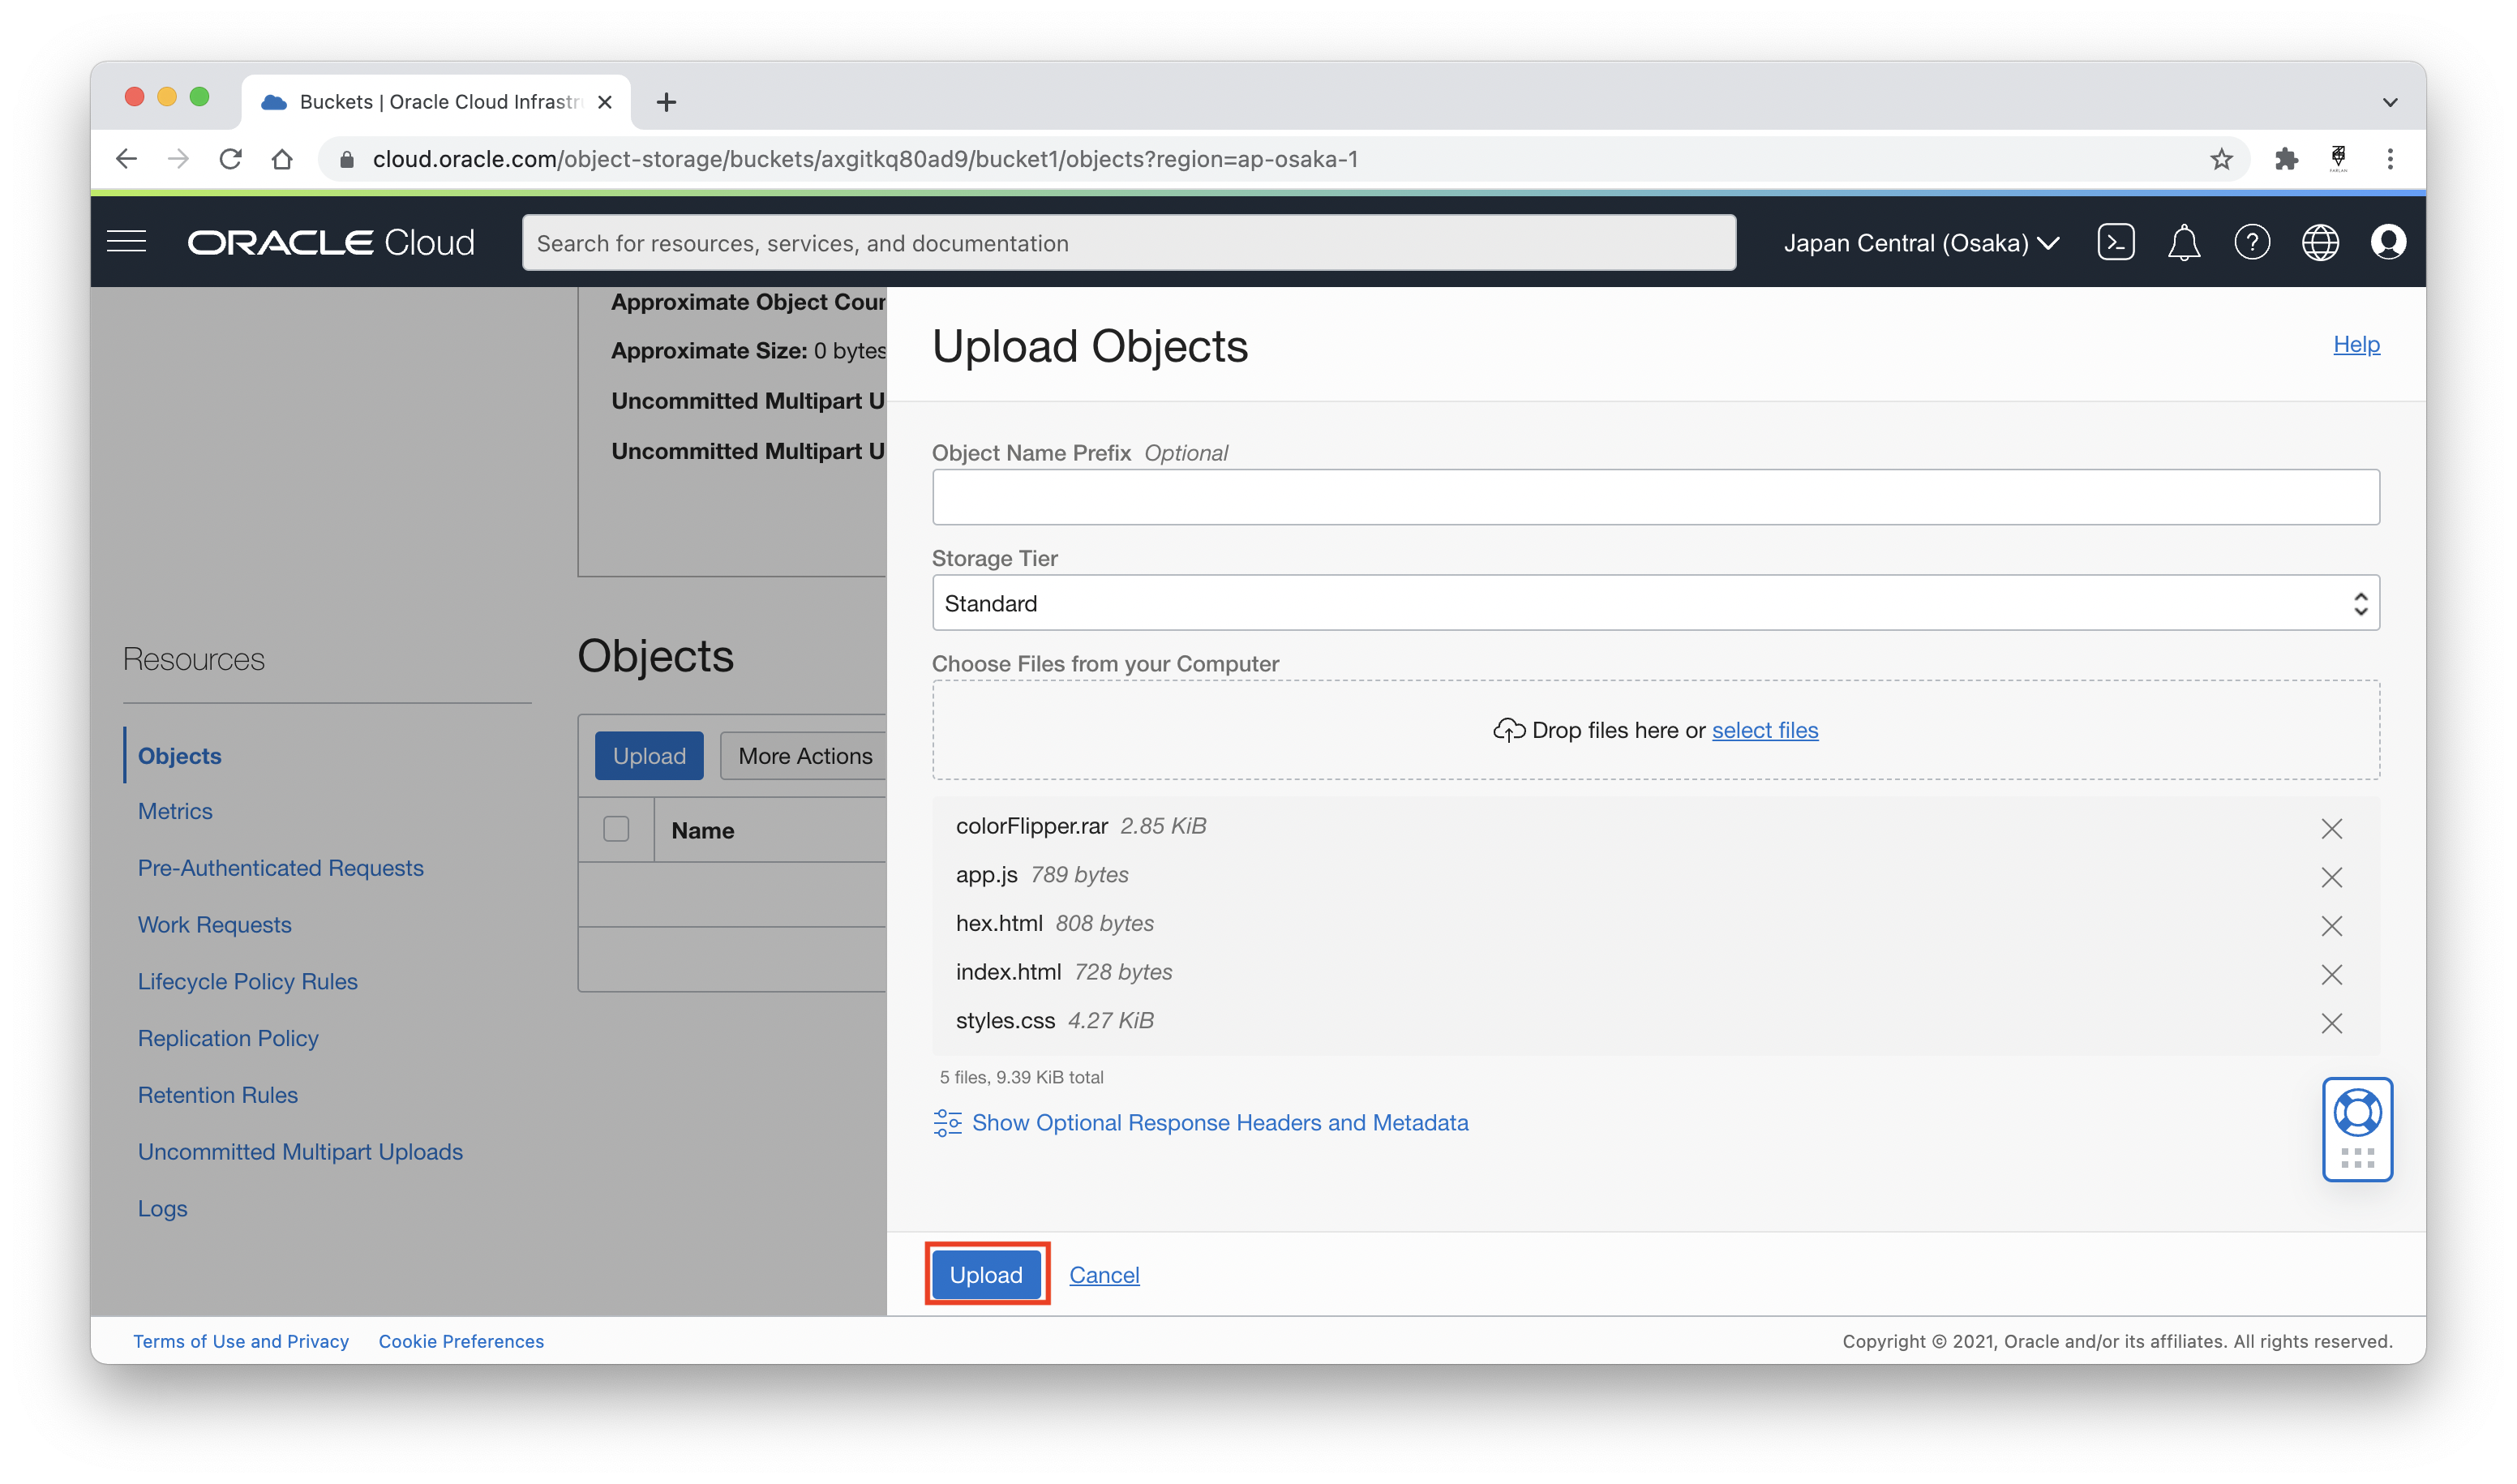 Buckets | Oracle Cloud Infrastr
cloud.oracle.com/object-storage/buckets/axgitkq80ad9/bucket1/objects?region=ap-osaka-1
ORACLE Cloud
Search for resources, services, and documentation
Japan Central (Osaka)
Approximate Object Coun
Approximate Size: 0 bytes
Uncommitted Multipart U
Uncommitted Multipart U
Resources
Objects
Metrics
Pre-Authenticated Requests
Work Requests
Lifecycle Policy Rules
Replication Policy
Retention Rules
Uncommitted Multipart Uploads
Logs
Objects
Upload
More Actions
Name
Upload Objects
Help
Object Name Prefix Optional
Storage Tier
Standard
Choose Files from your Computer
Drop files here or select files
colorFlipper.rar 2.85 KiB
app.js 789 bytes
hex.html 808 bytes
index.html 728 bytes
styles.css 4.27 KiB
5 files, 9.39 KiB total
Show Optional Response Headers and Metadata
Upload
Cancel
Terms of Use and Privacy
Cookie Preferences
Copyright © 2021, Oracle and/or its affiliates. All rights reserved.